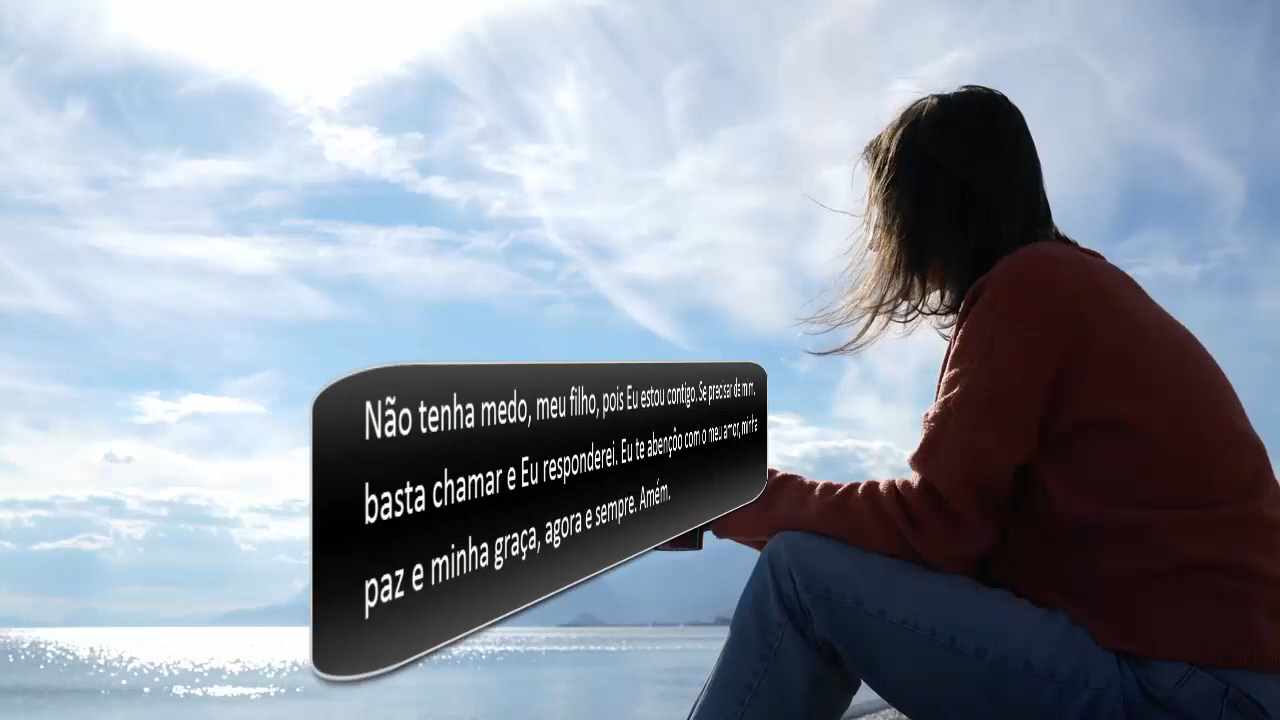 Não tenha medo, meu filho, pois Eu estou contigo. Se precisar de mim,
basta chamar e Eu responderei. Eu te abençôo com o meu amor, minha
paz e minha graça, agora e sempre. Amém.